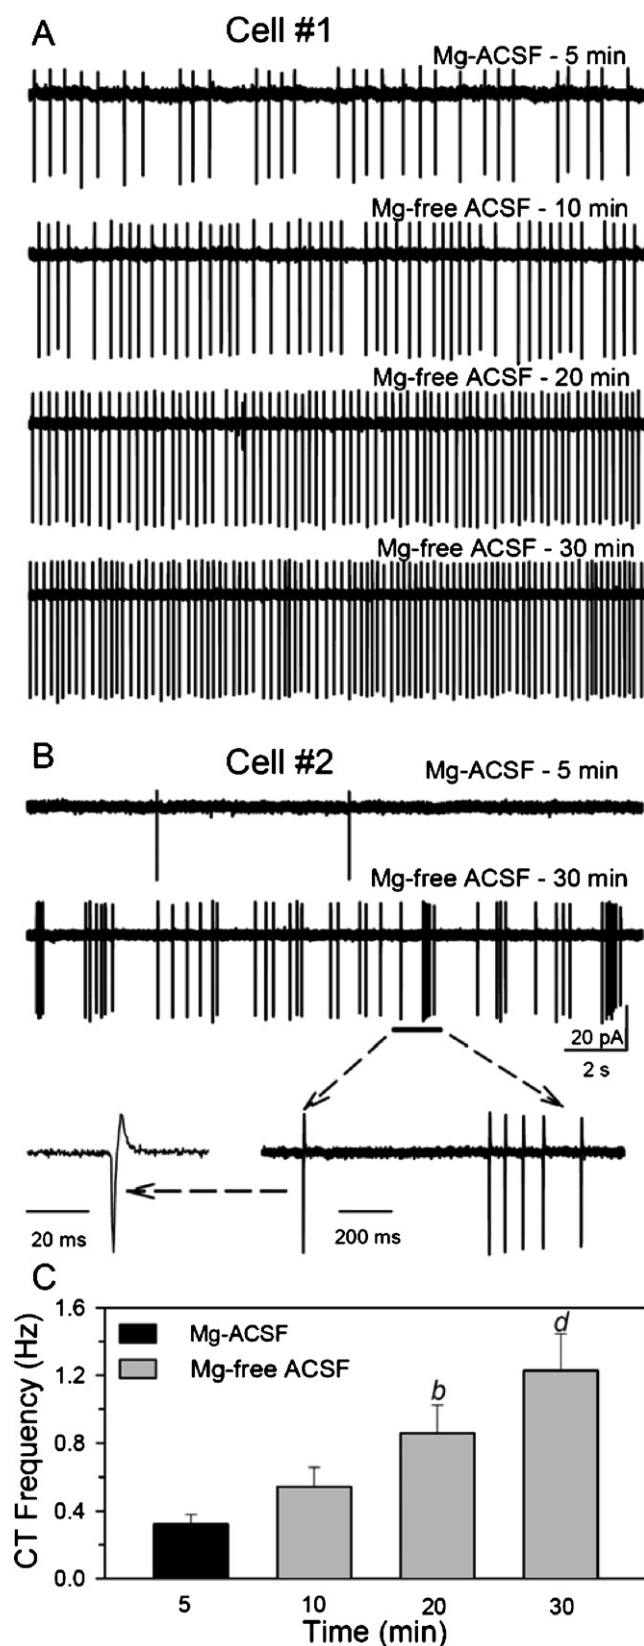 A
Cell #1
Mg-ACSF - 5 min
Mg-free ACSF - 10 min
Mg-free ACSF - 20 min
Mg-free ACSF - 30 min
B
Cell #2
Mg-ACSF - 5 min
Mg-free ACSF - 30 min
20 pA
2 s
20 ms
200 ms
C
CT Frequency (Hz)
1.6
1.2
0.8
0.4
0.0
Mg-ACSF
Mg-free ACSF
b
d
5 10 20 30
Time (min)